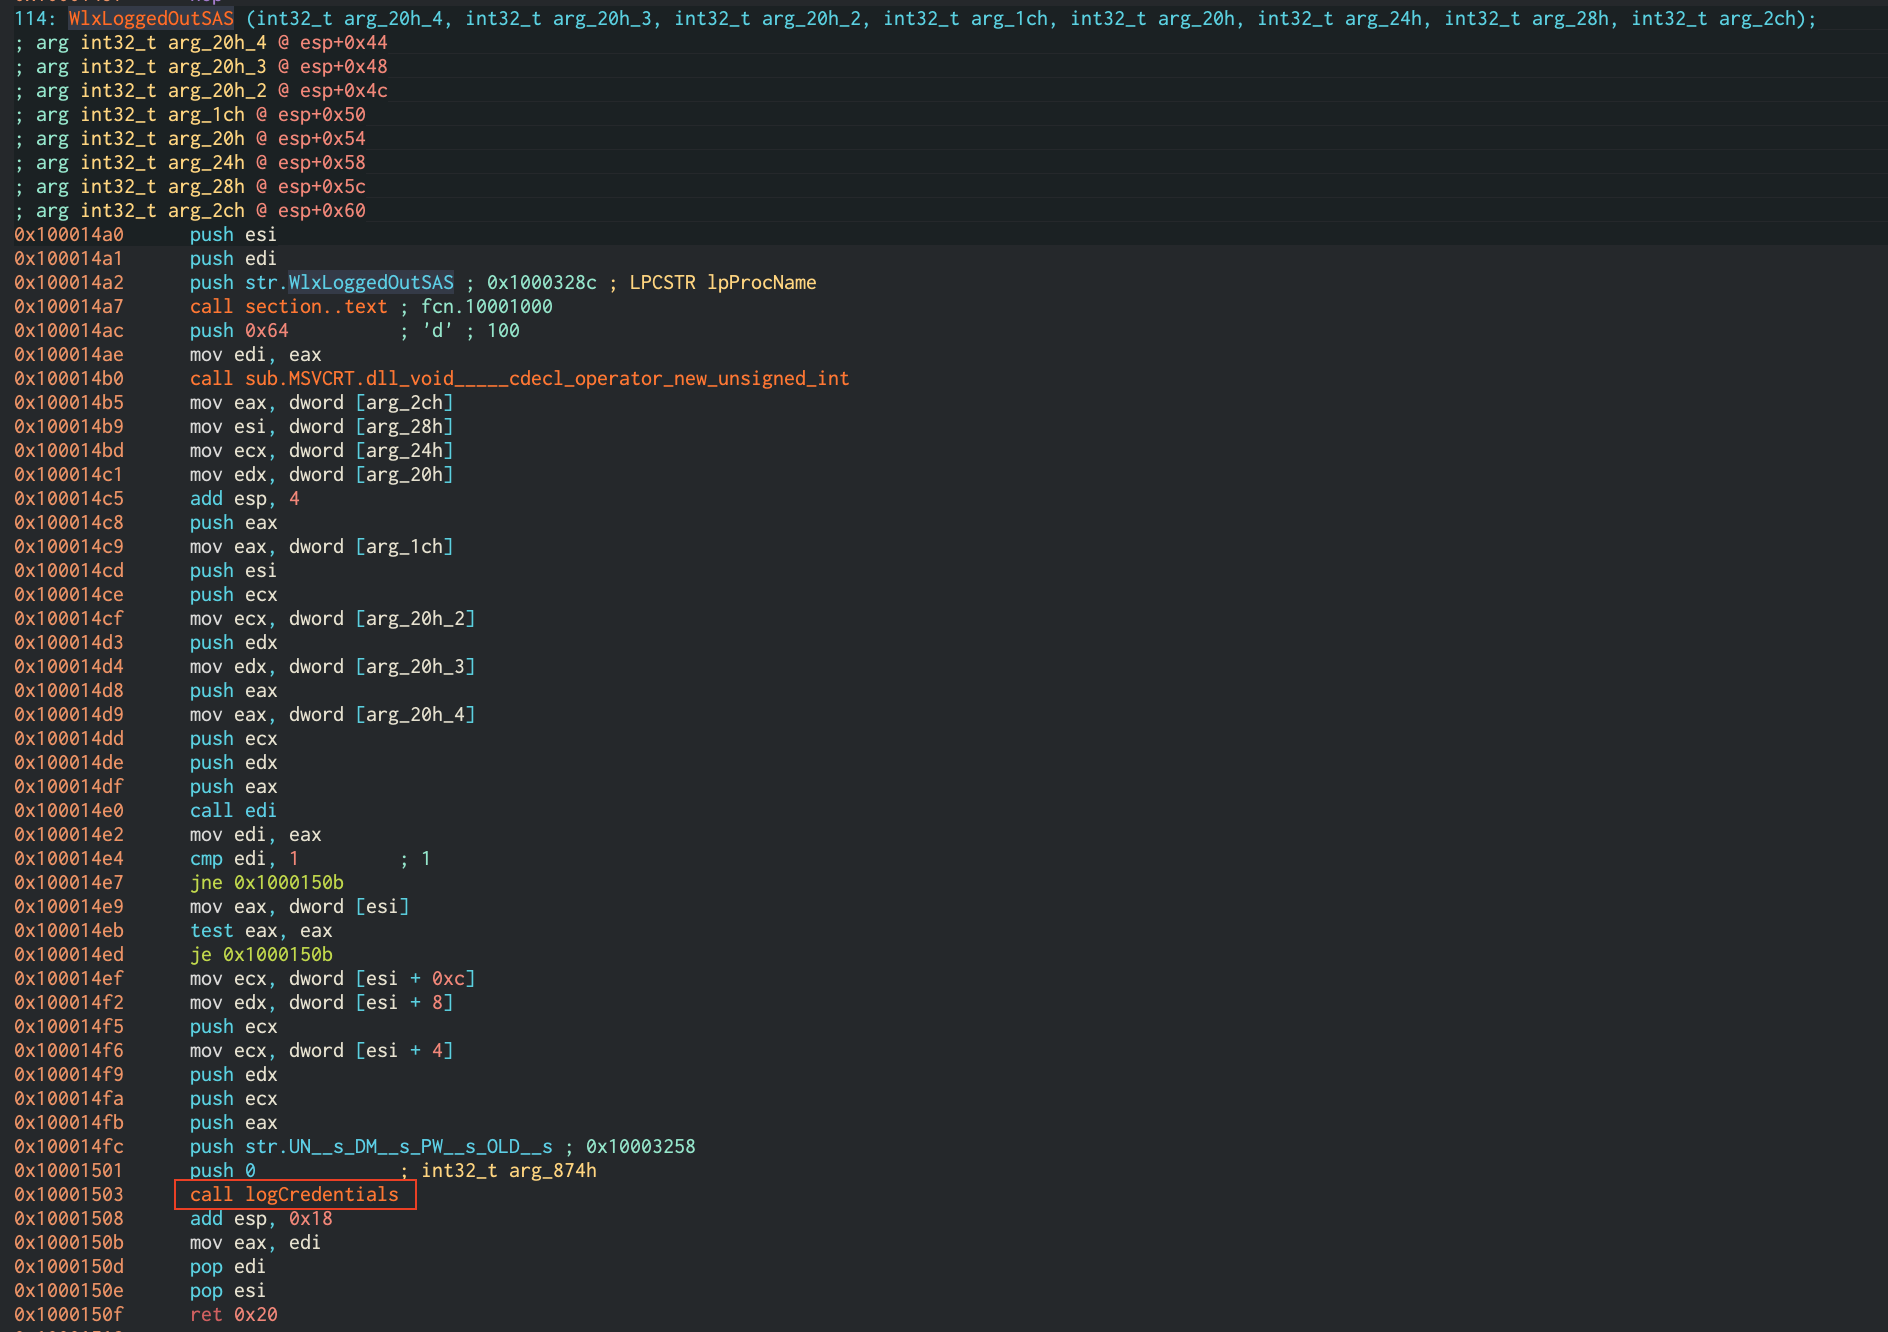 114: WlxLoggedOutSAS (int32_t arg_20h_4, int32_t arg_20h_3, int32_t arg_20h_2, int32_t arg_1ch, int32_t arg_20h, int32_t arg_24h, int32_t arg_28h, int32_t arg_2ch);
; arg int32_t arg_20h_4 @ esp+0x44
; arg int32_t arg_20h_3 @ esp+0x48
; arg int32_t arg_20h_2 @ esp+0x4c
; arg int32_t arg_1ch @ esp+0x50
; arg int32_t arg_20h @ esp+0x54
; arg int32_t arg_24h @ esp+0x58
; arg int32_t arg_28h @ esp+0x5c
; arg int32_t arg_2ch @ esp+0x60
0x100014a0 push esi
0x100014a1 push edi
0x100014a2 push str.WlxLoggedOutSAS ; 0x1000328c ; LPCSTR lpProcName
0x100014a7 call section..text ; fcn.10001000
0x100014ac push 0x64 ; 'd' ; 100
0x100014ae mov edi, eax
0x100014b0 call sub.MSVCRT.dll_void_____cdecl_operator_new_unsigned_int
0x100014b5 mov eax, dword [arg_2ch]
0x100014b9 mov esi, dword [arg_28h]
0x100014bd mov ecx, dword [arg_24h]
0x100014c1 mov edx, dword [arg_20h]
0x100014c5 add esp, 4
0x100014c8 push eax
0x100014c9 mov eax, dword [arg_1ch]
0x100014cd push esi
0x100014ce push ecx
0x100014cf mov ecx, dword [arg_20h_2]
0x100014d3 push edx
0x100014d4 mov edx, dword [arg_20h_3]
0x100014d8 push eax
0x100014d9 mov eax, dword [arg_20h_4]
0x100014dd push ecx
0x100014de push edx
0x100014df push eax
0x100014e0 call edi
0x100014e2 mov edi, eax
0x100014e4 cmp edi, 1 ; 1
0x100014e7 jne 0x1000150b
0x100014e9 mov eax, dword [esi]
0x100014eb test eax, eax
0x100014ed je 0x1000150b
0x100014ef mov ecx, dword [esi + 0xc]
0x100014f2 mov edx, dword [esi + 8]
0x100014f5 push ecx
0x100014f6 mov ecx, dword [esi + 4]
0x100014f9 push edx
0x100014fa push ecx
0x100014fb push eax
0x100014fc push str.UN__s_DM__s_PW__s_OLD__s ; 0x10003258
0x10001501 push 0 ; int32_t arg_874h
0x10001503 call logCredentials
0x10001508 add esp, 0x18
0x1000150b mov eax, edi
0x1000150d pop edi
0x1000150e pop esi
0x1000150f ret 0x20